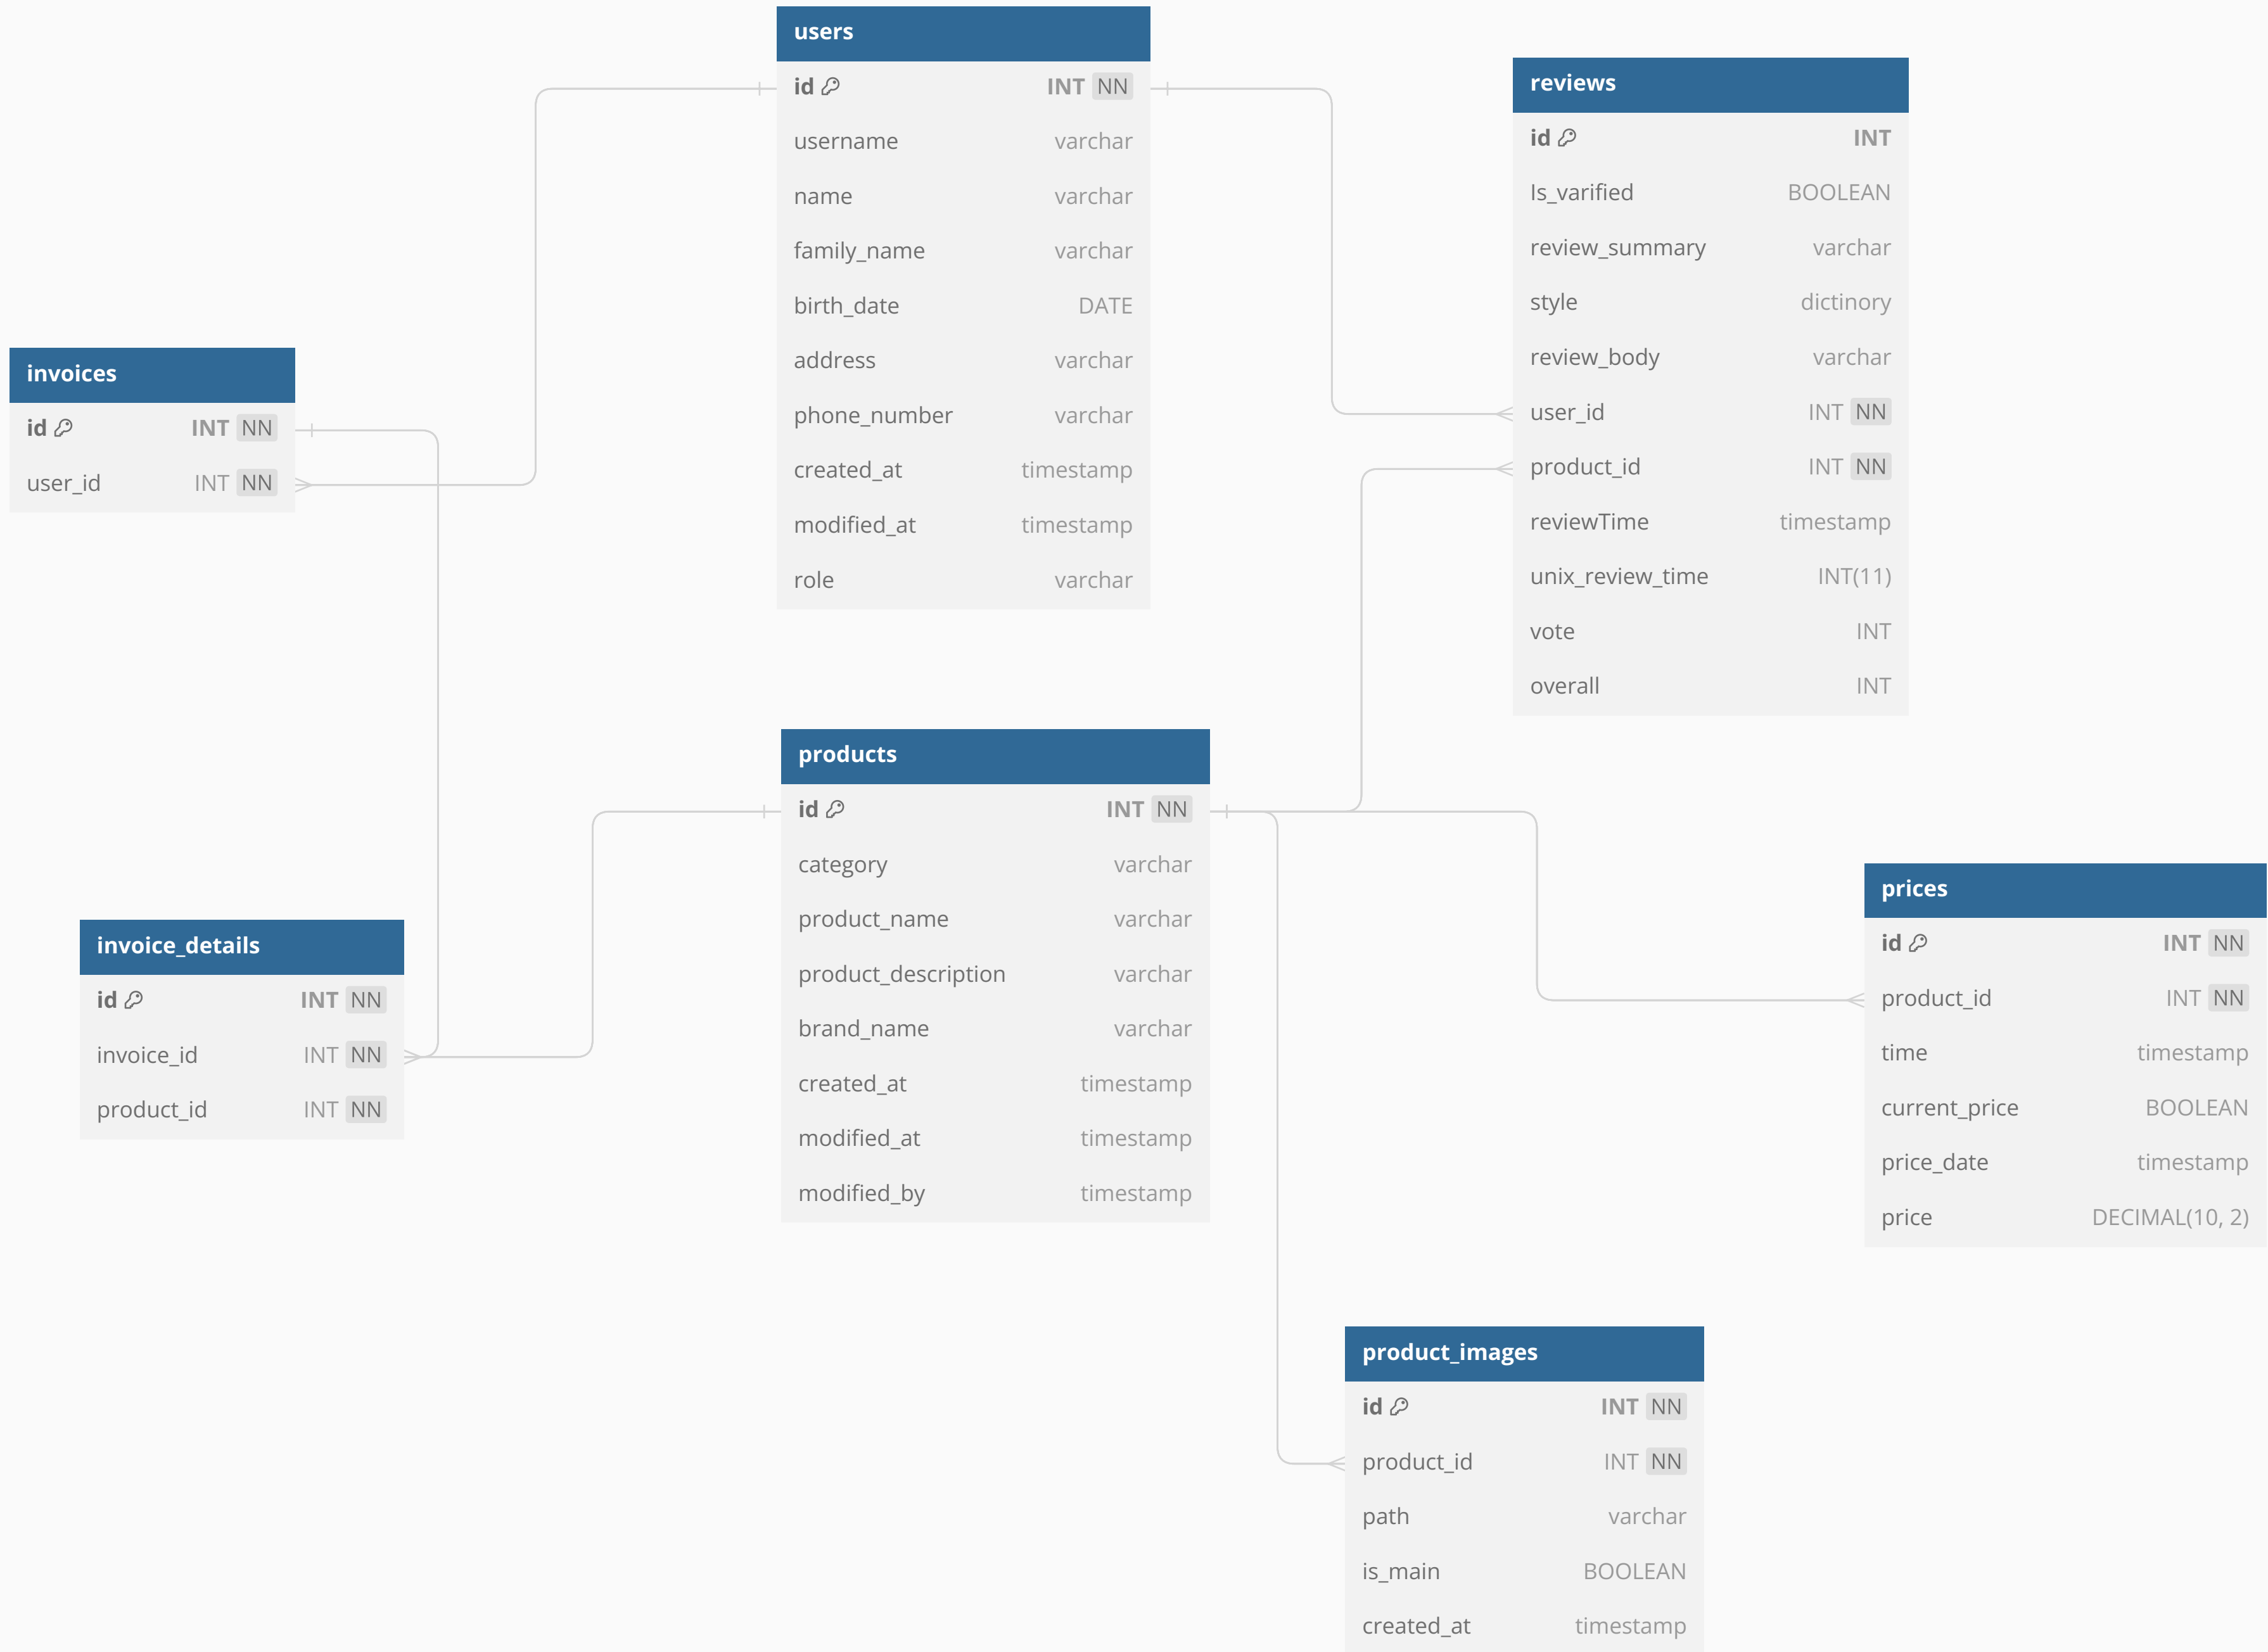 users
id INT NN
username varchar
name varchar
family_name varchar
birth_date DATE
address varchar
phone_number varchar
created_at timestamp
modified_at timestamp
role varchar
reviews
id INT
Is_varified BOOLEAN
review_summary varchar
style dictinory
review_body varchar
user_id INT NN
product_id INT NN
reviewTime timestamp
unix_review_time INT(11)
vote INT
overall INT
invoices
id INT NN
user_id INT NN
products
id INT NN
category varchar
product_name varchar
product_description varchar
brand_name varchar
created_at timestamp
modified_at timestamp
modified_by timestamp
invoice_details
id INT NN
invoice_id INT NN
product_id INT NN
prices
id INT NN
product_id INT NN
time timestamp
current_price BOOLEAN
price_date timestamp
price DECIMAL(10, 2)
product_images
id INT NN
product_id INT NN
path varchar
is_main BOOLEAN
created_at timestamp